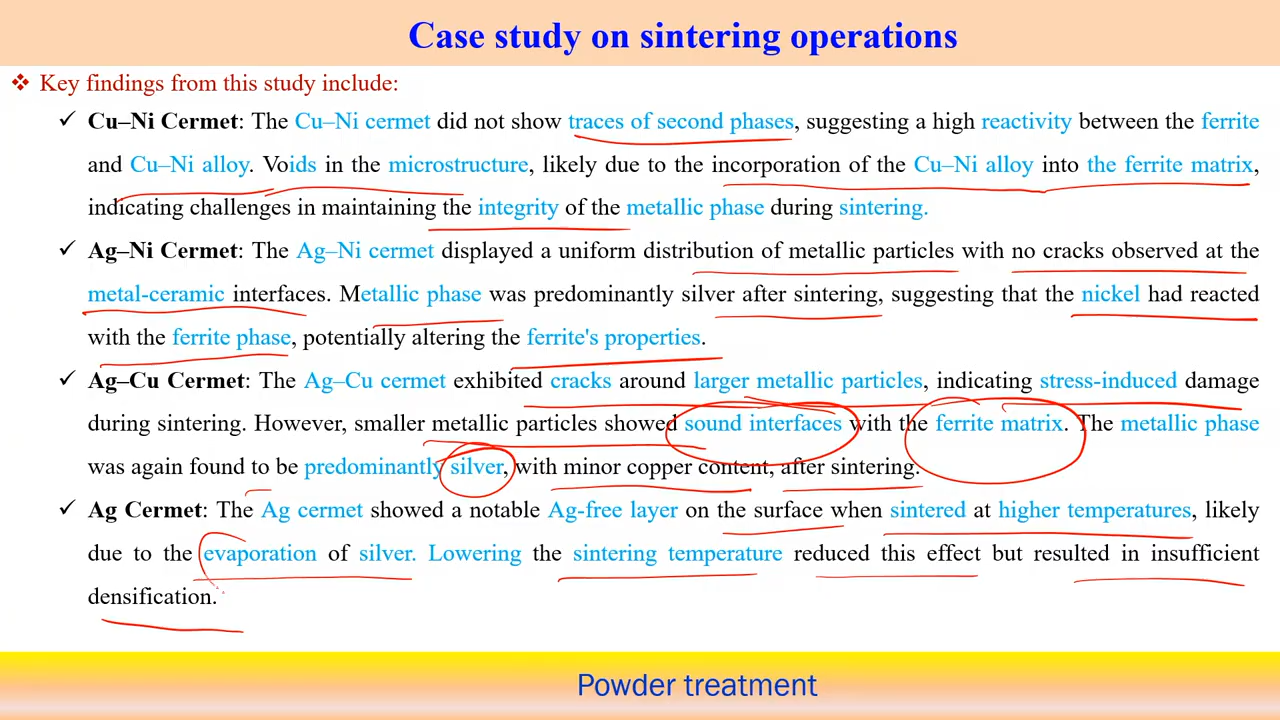 Case study on sintering operations
❖ Key findings from this study include:
✓ Cu–Ni Cermet: The Cu–Ni cermet did not show traces of second phases, suggesting a high reactivity between the ferrite
and Cu–Ni alloy. Voids in the microstructure, likely due to the incorporation of the Cu–Ni alloy into the ferrite matrix,
indicating challenges in maintaining the integrity of the metallic phase during sintering.
✓ Ag–Ni Cermet: The Ag–Ni cermet displayed a uniform distribution of metallic particles with no cracks observed at the
metal-ceramic interfaces. Metallic phase was predominantly silver after sintering, suggesting that the nickel had reacted
with the ferrite phase, potentially altering the ferrite's properties.
✓ Ag–Cu Cermet: The Ag–Cu cermet exhibited cracks around larger metallic particles, indicating stress-induced damage
during sintering. However, smaller metallic particles showed sound interfaces with the ferrite matrix. The metallic phase
was again found to be predominantly silver, with minor copper content, after sintering.
✓ Ag Cermet: The Ag cermet showed a notable Ag-free layer on the surface when sintered at higher temperatures, likely
due to the evaporation of silver. Lowering the sintering temperature reduced this effect but resulted in insufficient
densification.
Powder treatment